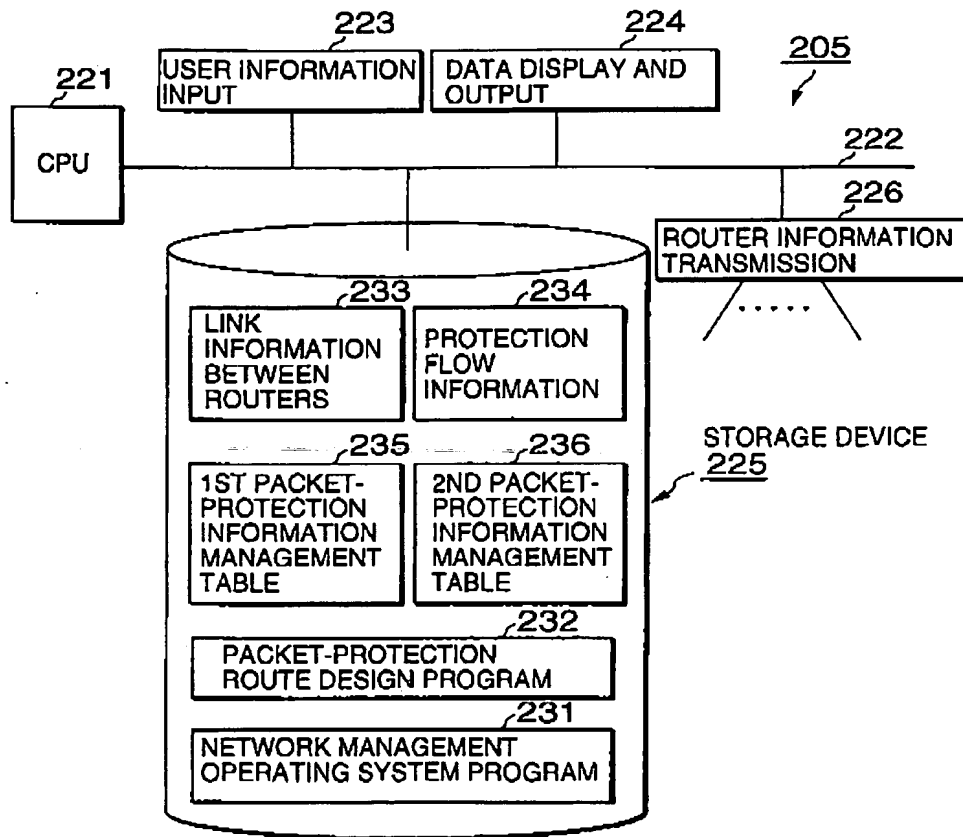 223
224
205
221
USER INFORMATION
INPUT
DATA DISPLAY AND
OUTPUT
CPU
222
226
ROUTER INFORMATION
TRANSMISSION
233
234
LINK
INFORMATION
BETWEEN
ROUTERS
PROTECTION
FLOW
INFORMATION
STORAGE DEVICE
225
235
236
1ST PACKET-
PROTECTION
INFORMATION
MANAGEMENT
TABLE
2ND PACKET-
PROTECTION
INFORMATION
MANAGEMENT
TABLE
232
PACKET-PROTECTION
ROUTE DESIGN PROGRAM
231
NETWORK MANAGEMENT
OPERATING SYSTEM PROGRAM